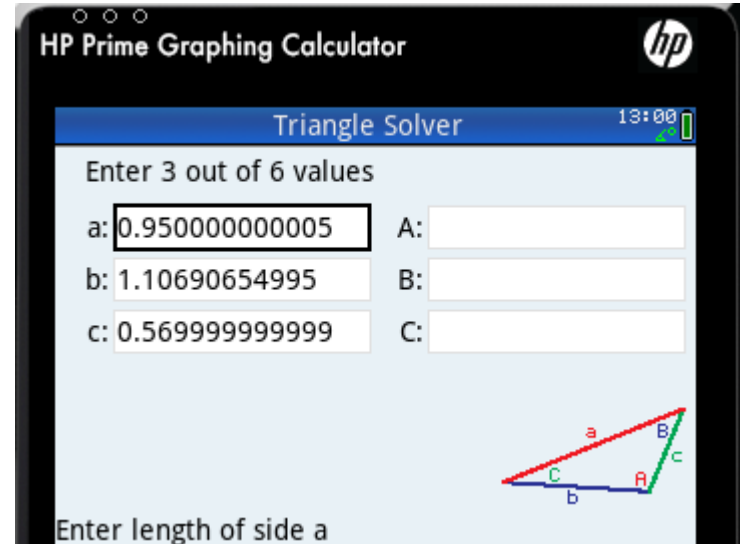 HP Prime Graphing Calculator
hp
Triangle Solver 13:00
Enter 3 out of 6 values
a: 0.950000000005 A:
b: 1.10690654995 B:
c: 0.569999999999 C:
a
B
c
C
A
b
Enter length of side a